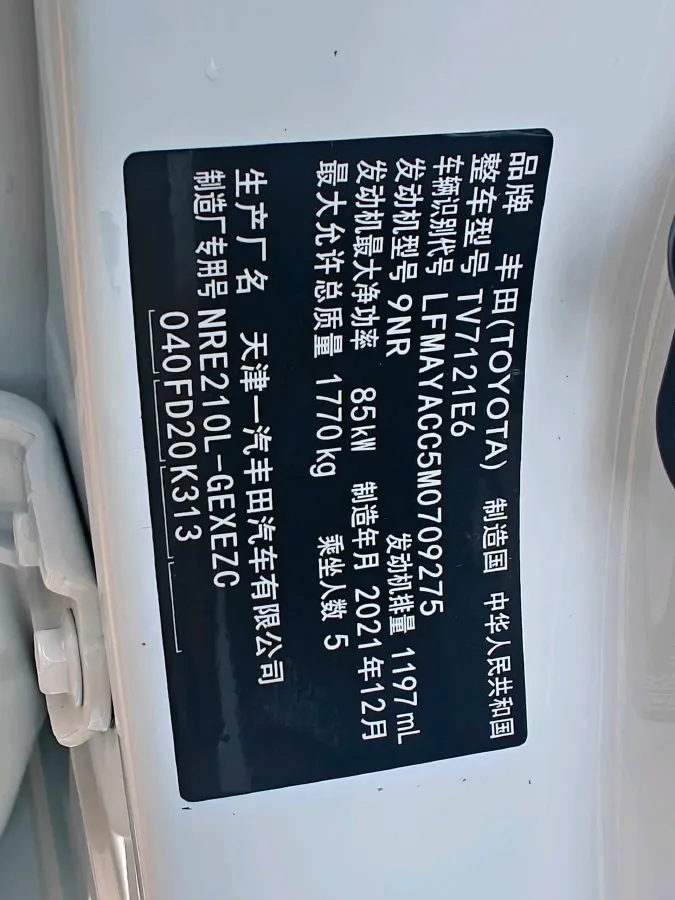 品牌 丰田(TOYOTA) 制造国 中华人民共和国
整车型号 TV7121E6
车辆识别代号 LFMAYACC5M0709275
发动机型号 9NR 发动机排量 1197mL
发动机最大净功率 85kW 制造年月 2021年12月
最大允许总质量 1770kg 乘坐人数 5
生产厂名 天津一汽丰田汽车有限公司
制造厂专用号 NRE210L-GEXEZC
040FD20K313